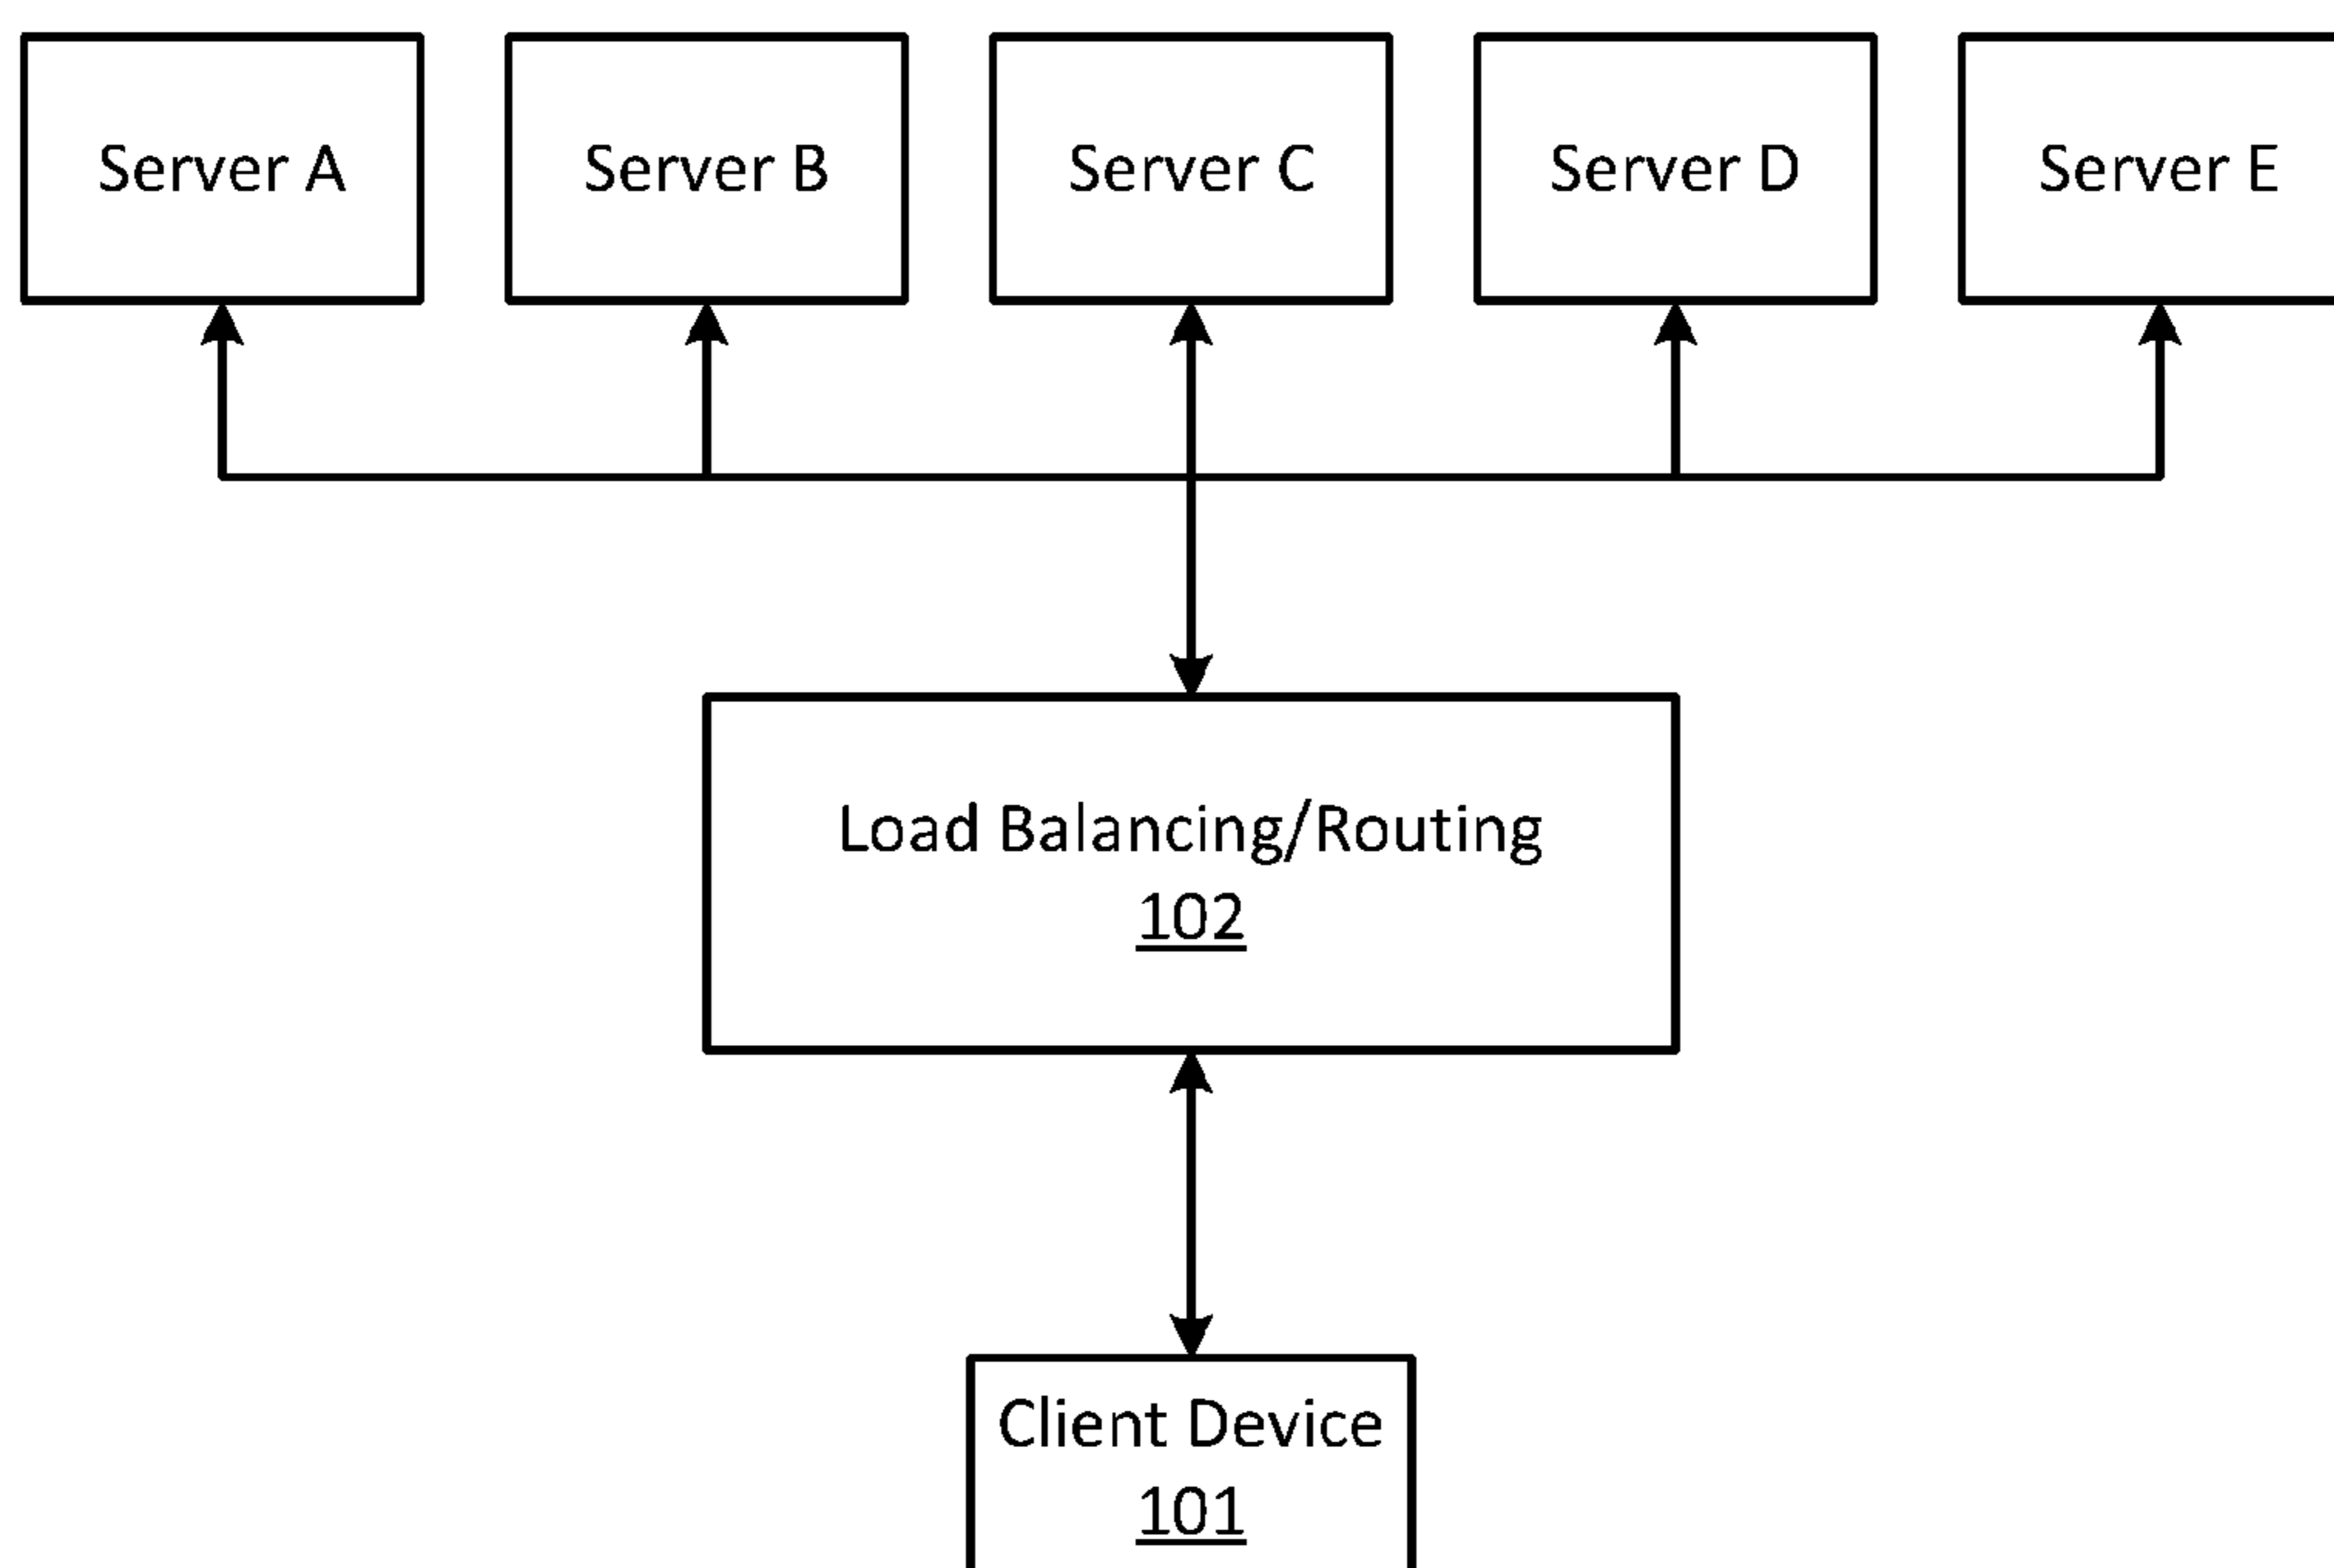 Server A
Server B
Server C
Server D
Server E
Load Balancing/Routing
102
Client Device
101